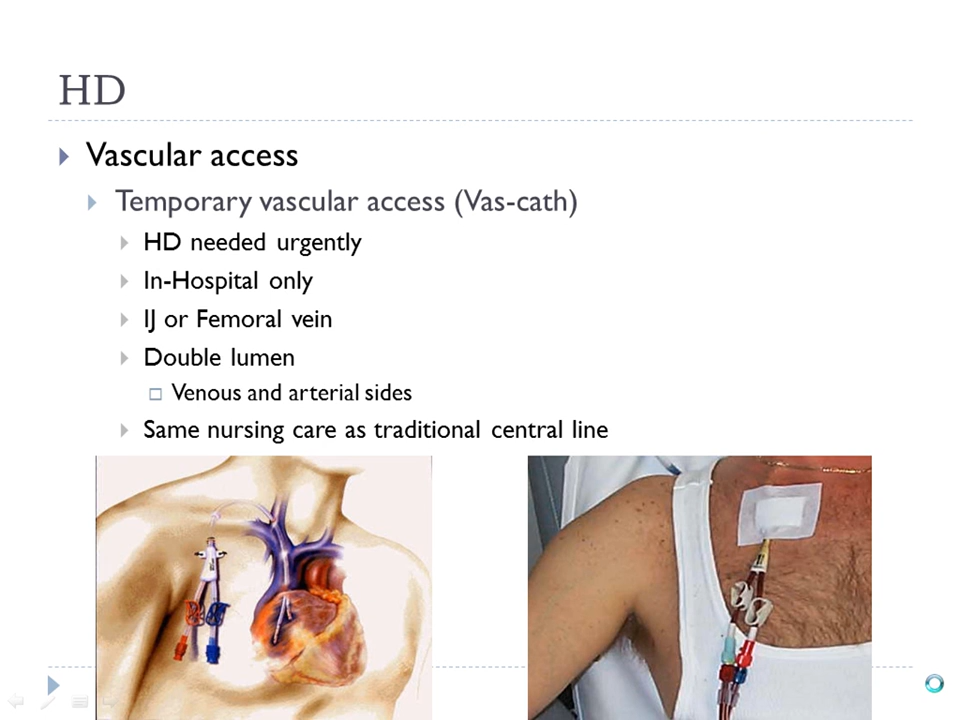 HD
Vascular access
Temporary vascular access (Vas-cath)
HD needed urgently
In-Hospital only
IJ or Femoral vein
Double lumen
Venous and arterial sides
Same nursing care as traditional central line